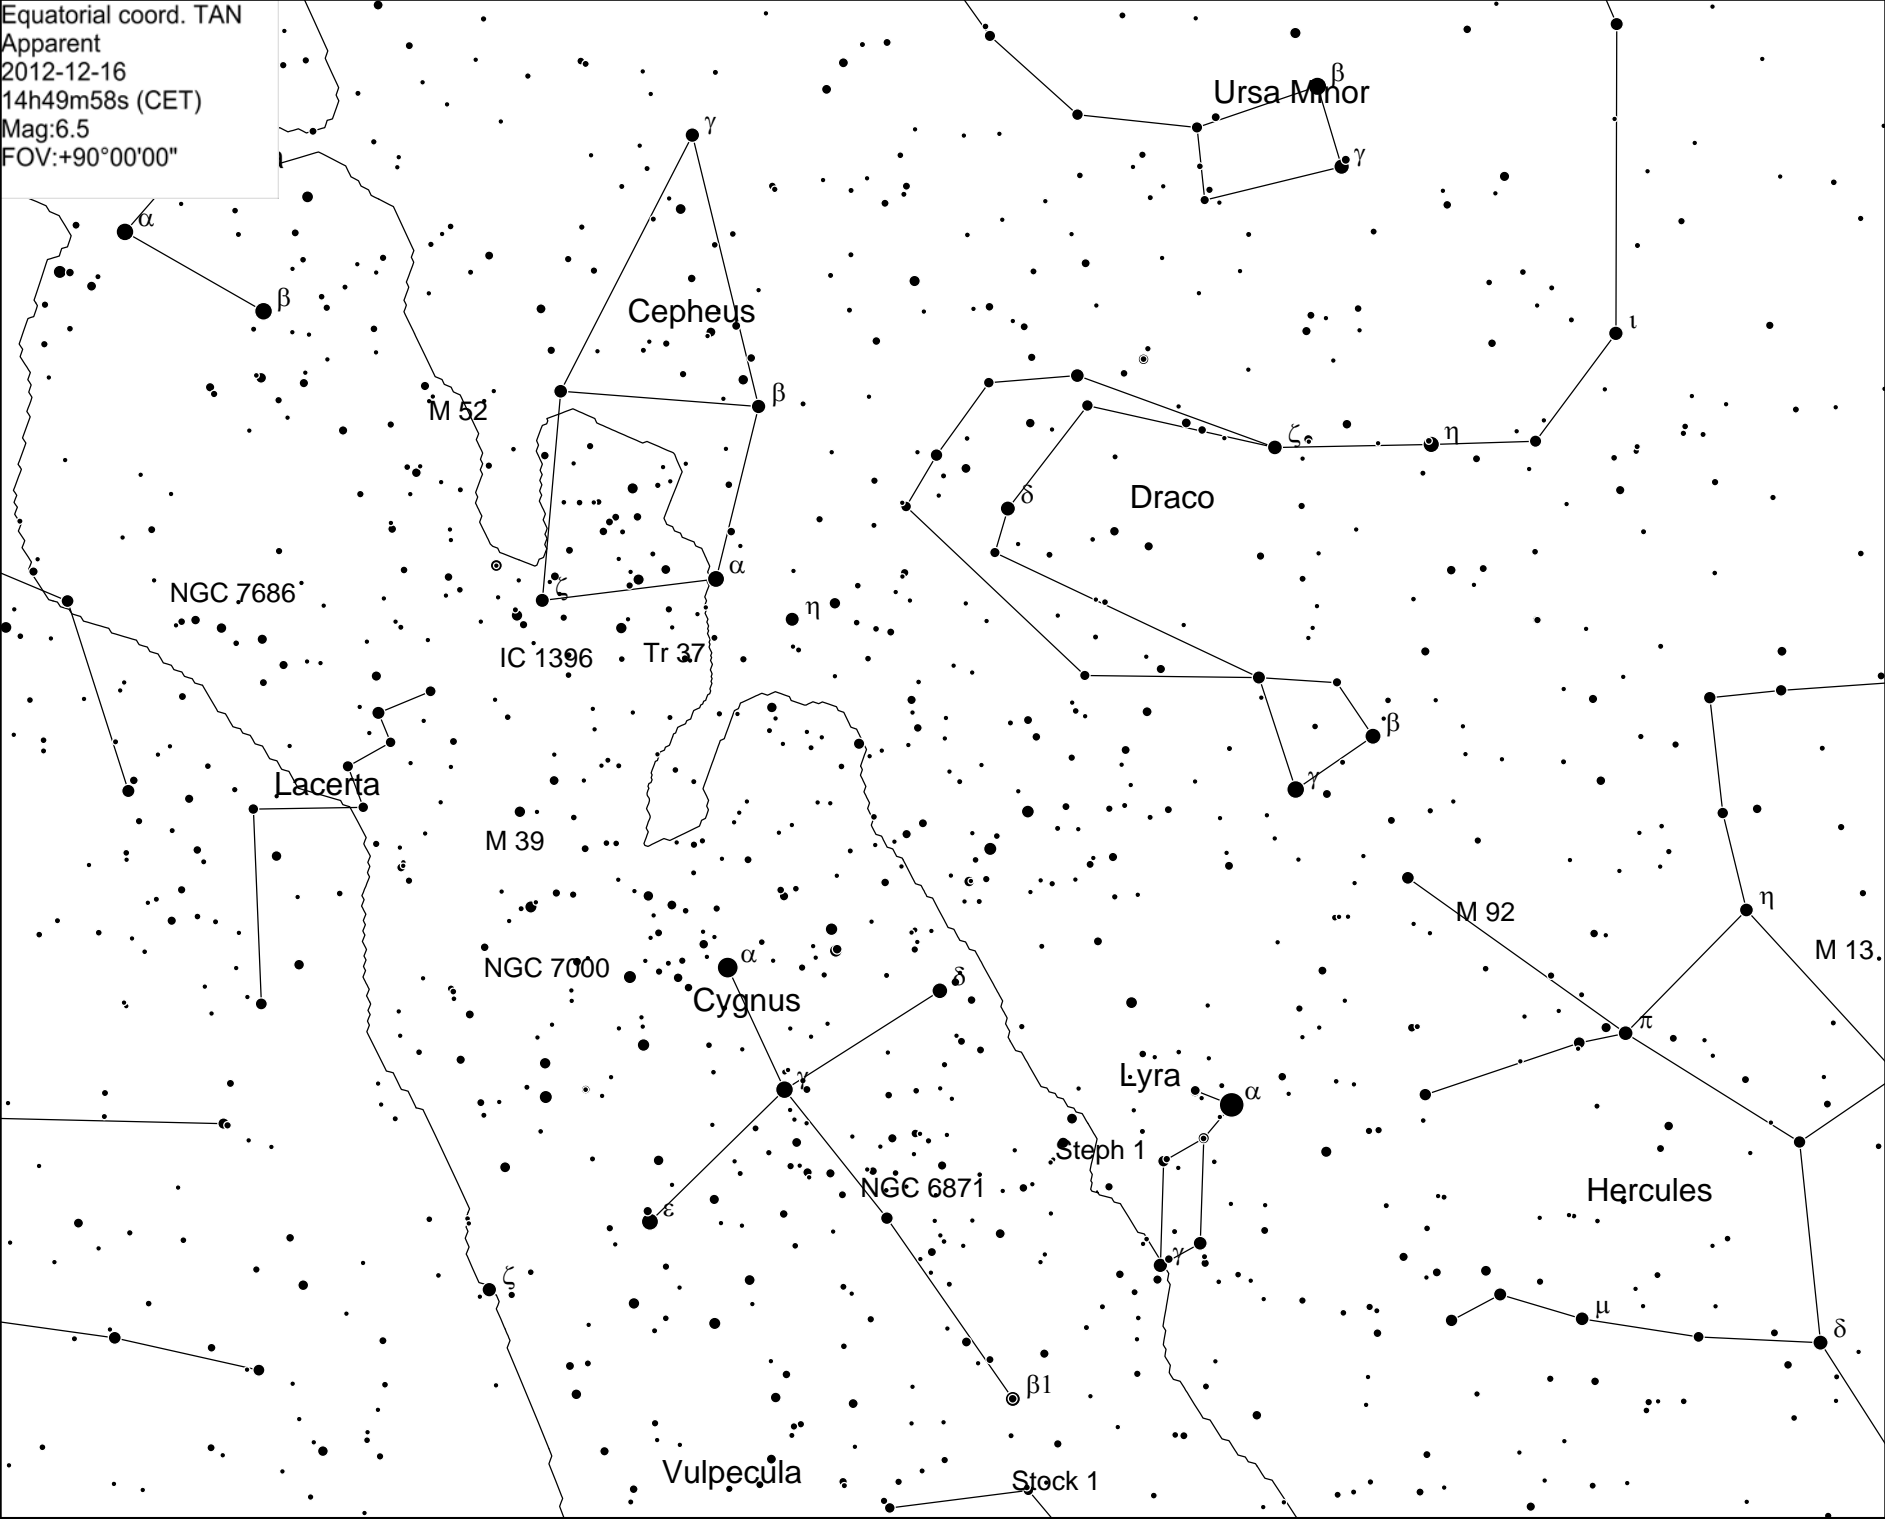 Equatorial coord. TAN
Apparent
2012-12-16
14h49m58s (CET)
Mag:6.5
FOV:+90°00'00"
β
Ursa Minor
γ
γ
α
β
Cepheus
ι
β
M 52
ζ
η
δ
Draco
α
ζ
NGC 7686
η
IC 1396
Tr 37
β
γ
Lacerta
M 39
η
M 92
M 13
α
NGC 7000
δ
Cygnus
π
γ
Lyra
α
Steph 1
NGC 6871
Hercules
ε
γ
ζ
μ
δ
β1
Vulpecula
Stock 1